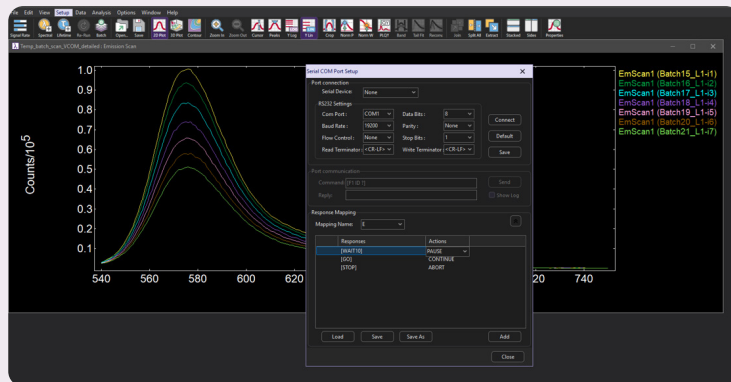 File Edit View Setup Data Analysis Options Window Help
Signal Rate Spectral Lifetime Re-Run Batch Open... Save 2D Plot 3D Plot Contour Zoom In Zoom Out Cursor Peaks Y Log Y Lin Crop Norm P Norm W PLQY Band Tail Fit Recons Join Split All Extract Stacked Sides Properties
Temp_batch_scan_VCOM_detailed - Emission Scan
Counts/10⁵
1.0
0.9
0.8
0.7
0.6
0.5
0.4
0.3
0.2
0.1
540 560 580 600 620
20 740
EmScan1 (Batch15_L1-i1)
EmScan1 (Batch16_L1-i2)
EmScan1 (Batch17_L1-i3)
EmScan1 (Batch18_L1-i4)
EmScan1 (Batch19_L1-i5)
EmScan1 (Batch20_L1-i6)
EmScan1 (Batch21_L1-i7)
Serial COM Port Setup
Port connection
Serial Device: None
RS232 Settings
Com Port : COM1 Data Bits : 8
Baud Rate : 19200 Parity : None
Flow Control : None Stop Bits : 1
Read Terminator : <CR-LF> Write Terminator : <CR-LF>
Connect
Default
Save
Port communication
Command: [F1 ID ?] Send
Reply: Show Log
Response Mapping
Mapping Name: E
Responses Actions
[WAIT10] PAUSE
[GO] CONTINUE
[STOP] ABORT
Load Save Save As Add
Close